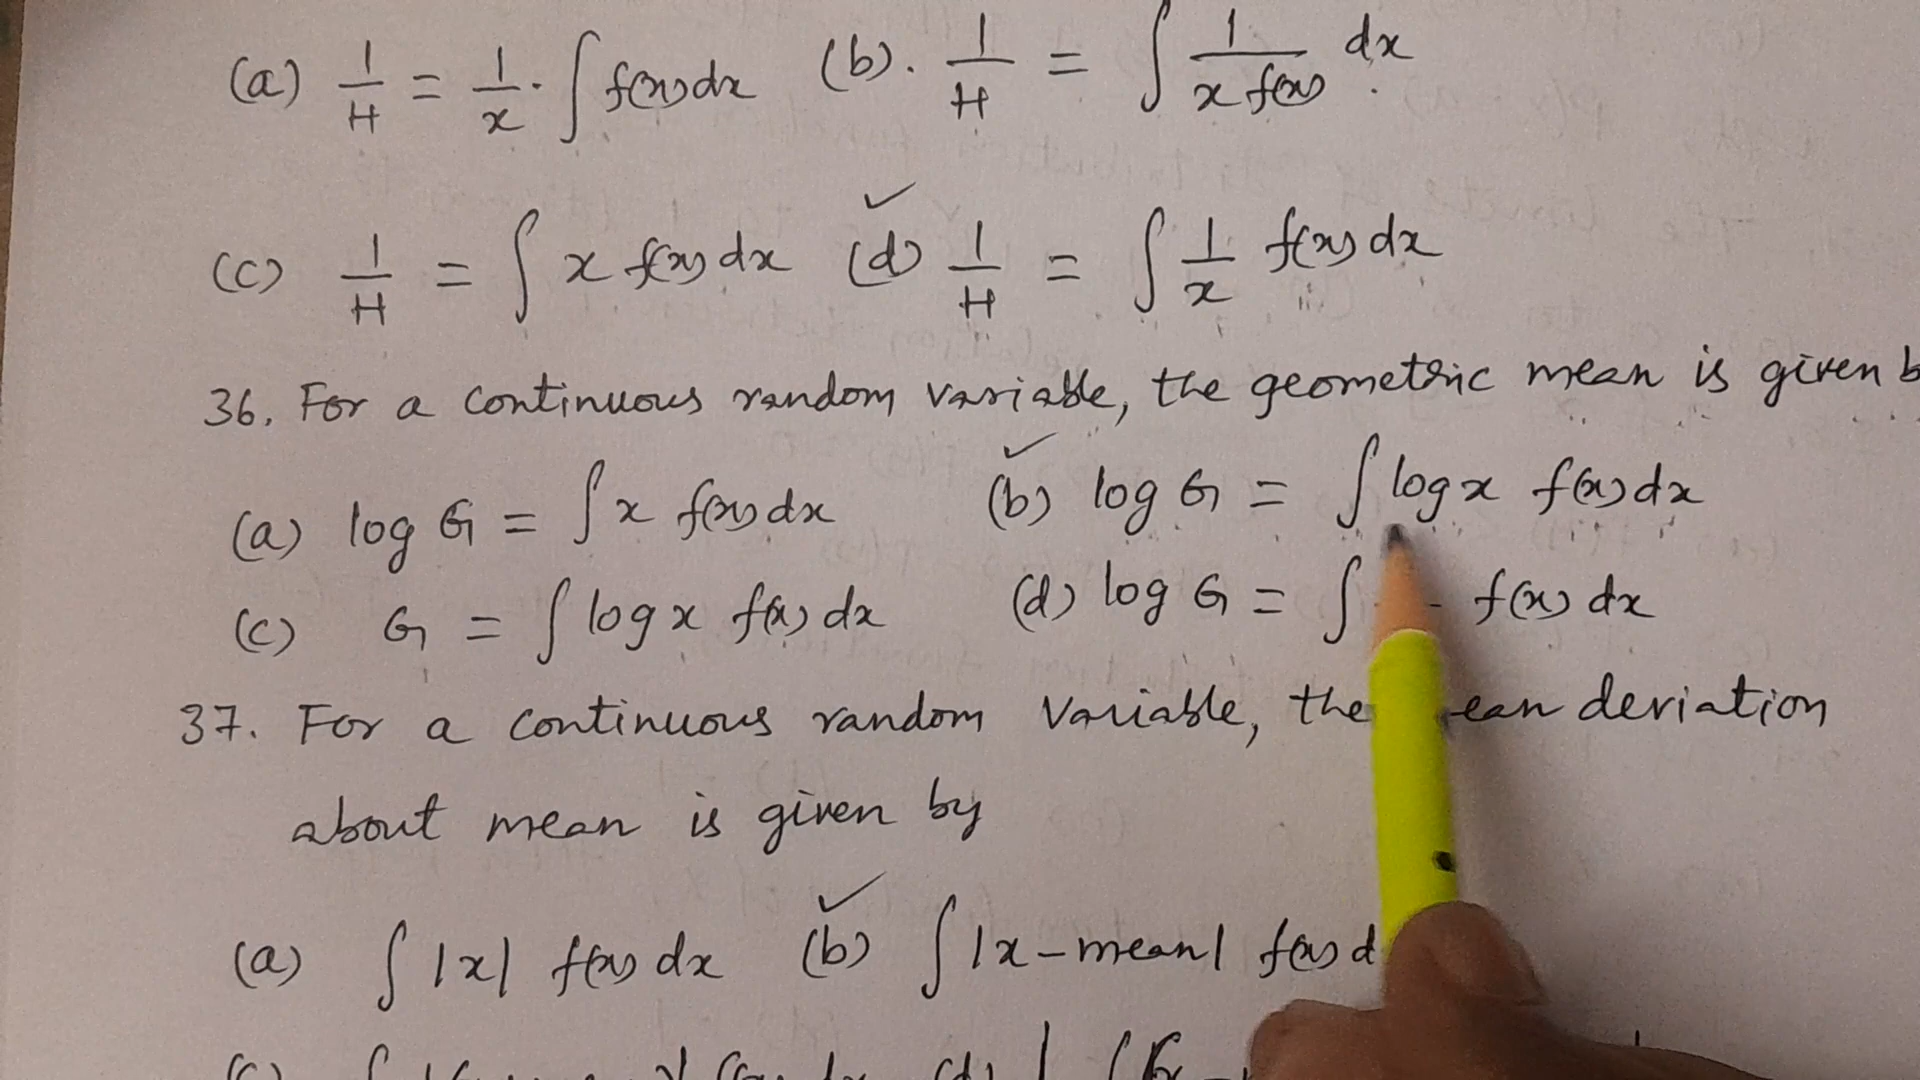 (a) 1/H = 1/x . ∫ f(x) dx (b). 1/H = ∫ 1/(x f(x)) dx.
(c) 1/H = ∫ x f(x) dx ✓(d) 1/H = ∫ 1/x f(x) dx
36. For a continuous random variable, the geometric mean is given b
(a) log G = ∫ x f(x) dx ✓(b) log G = ∫ log x f(x) dx
(c) G = ∫ log x f(x) dx (d) log G = ∫ f(x) dx
37. For a continuous random variable, the ean deviation
about mean is given by
(a) ∫ |x| f(x) dx ✓(b) ∫ |x - mean| f(x) d